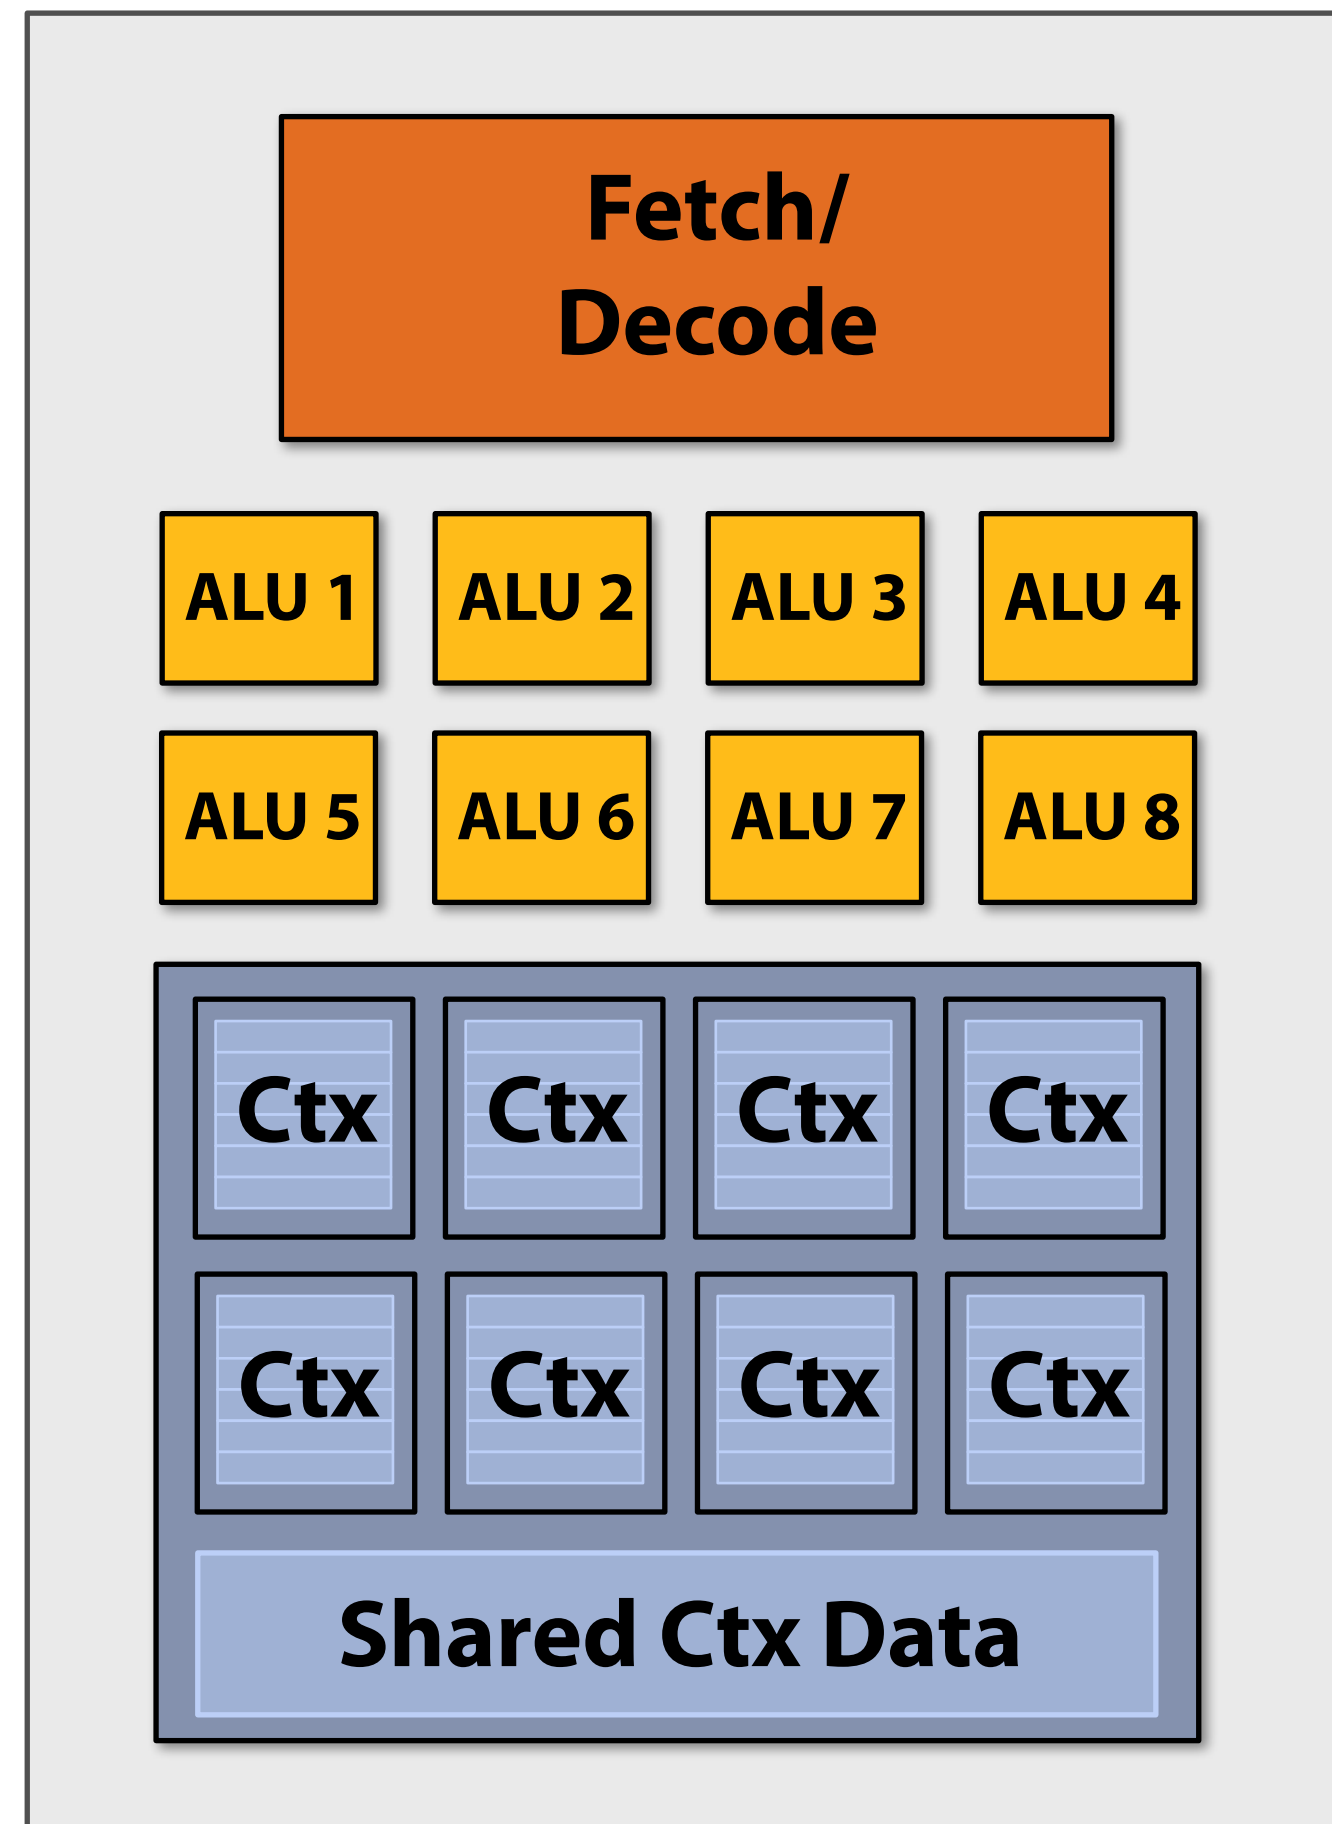 Fetch/
Decode
ALU 1 ALU 2 ALU 3 ALU 4
ALU 5 ALU 6 ALU 7 ALU 8
Ctx Ctx Ctx Ctx
Ctx Ctx Ctx Ctx
Shared Ctx Data